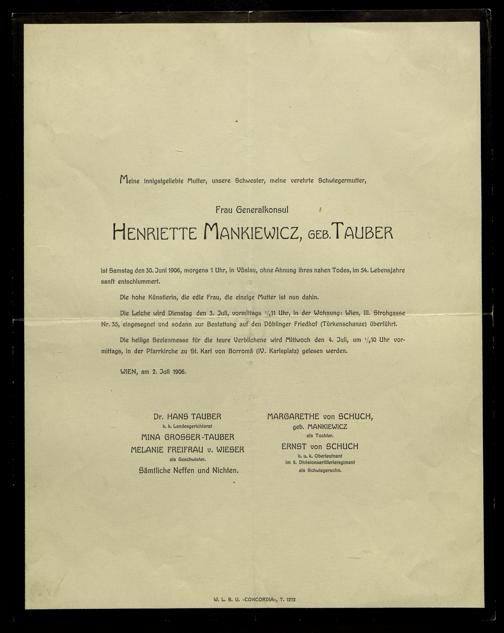 Meine innigstgeliebte Mutter, unsere Schwester, meine verehrte Schwiegermutter,
Frau Generalkonsul
HENRIETTE MANKIEWICZ, GEB. TAUBER
ist Samstag den 30. Juni 1906, morgens 1 Uhr, in Vöslau, ohne Ahnung ihres nahen Todes, im 54. Lebensjahre
sanft entschlummert.
Die hohe Künstlerin, die edle Frau, die einzige Mutter ist nun dahin.
Die Leiche wird Dienstag den 3. Juli, vormittags ½11 Uhr, in der Wohnung: Wien, III. Strohgasse
Nr. 35, eingesegnet und sodann zur Bestattung auf den Döblinger Friedhof (Türkenschanze) überführt.
Die heilige Seelenmesse für die teure Verblichene wird Mittwoch den 4. Juli, um ½10 Uhr vor-
mittags, in der Pfarrkirche zu St. Karl von Borromä (IV. Karlsplatz) gelesen werden.
WIEN, am 2. Juli 1906.
Dr. HANS TAUBER
k. k. Landesgerichtsrat
MINA GROSSER-TAUBER
MELANIE FREIFRAU v. WIESER
als Geschwister.
Sämtliche Neffen und Nichten.
MARGARETHE von SCHUCH,
geb. MANKIEWICZ
als Tochter.
ERNST von SCHUCH
k. u. k. Oberleutnant
im 5. Divisionsartillerieregiment
als Schwiegersohn.
W. L. B. U. «CONCORDIA», T. 1272